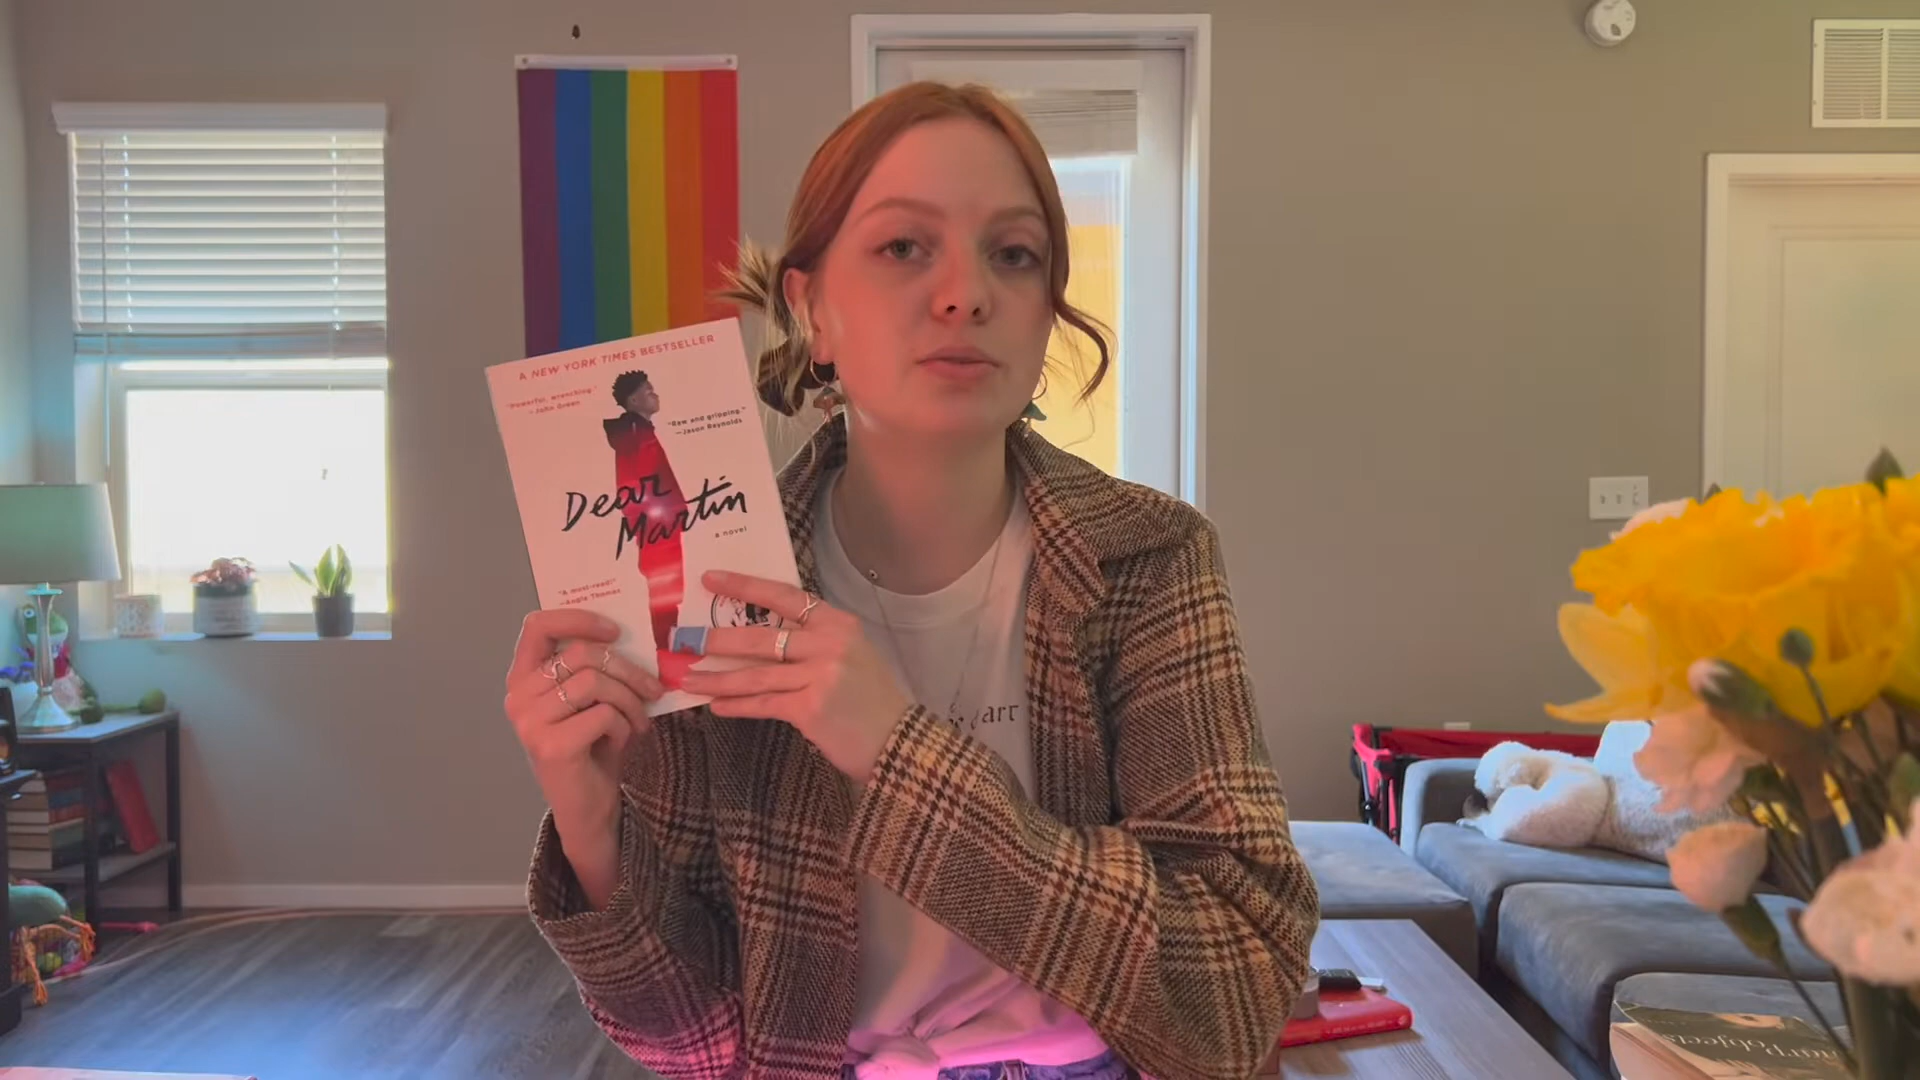 A NEW YORK TIMES BESTSELLER
"Powerful, wrenching."
—John Green
"Raw and gripping."
—Jason Reynolds
Dear
Martin
a novel
"A must-read!"
—Angie Thomas
art